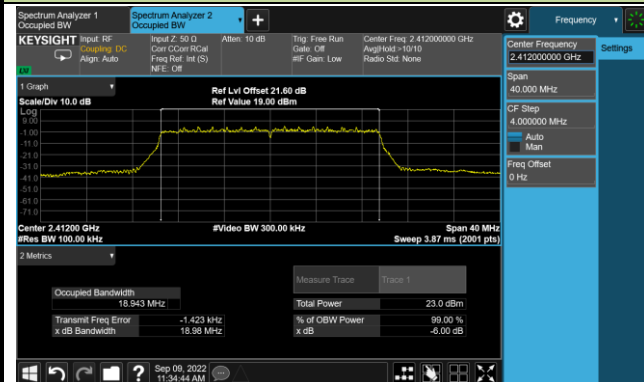 Spectrum Analyzer 1
Occupied BW
Spectrum Analyzer 2
Occupied BW
Frequency
KEYSIGHT
Input: RF
Coupling: DC
Align: Auto
Input Z: 50 Ω
Corr CCorr RCal
Freq Ref: Int (S)
NFE: Off
Atten: 10 dB
Trig: Free Run
Gate: Off
#IF Gain: Low
Center Freq: 2.412000000 GHz
Avg|Hold:>10/10
Radio Std: None
Center Frequency
2.412000000 GHz
Settings
Span
40.000 MHz
CF Step
4.000000 MHz
Auto
Man
Freq Offset
0 Hz
1 Graph
Scale/Div 10.0 dB
Ref Lvl Offset 21.60 dB
Ref Value 19.00 dBm
Log
9.00
-1.00
-11.0
-21.0
-31.0
-41.0
-51.0
-61.0
-71.0
Center 2.41200 GHz
#Res BW 100.00 kHz
#Video BW 300.00 kHz
Span 40 MHz
Sweep 3.87 ms (2001 pts)
2 Metrics
Measure Trace
Trace 1
Occupied Bandwidth
18.943 MHz
Total Power
23.0 dBm
Transmit Freq Error
-1.423 kHz
% of OBW Power
99.00 %
x dB Bandwidth
18.98 MHz
x dB
-6.00 dB
Sep 09, 2022
11:34:44 AM